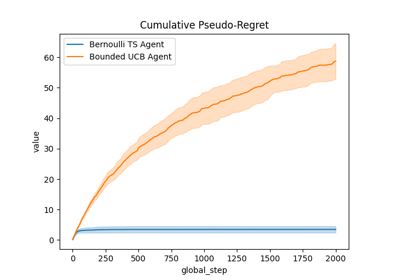 Cumulative Pseudo-Regret
Bernoulli TS Agent
Bounded UCB Agent
60
50
40
30
20
10
0
value
0 250 500 750 1000 1250 1500 1750 2000
global_step